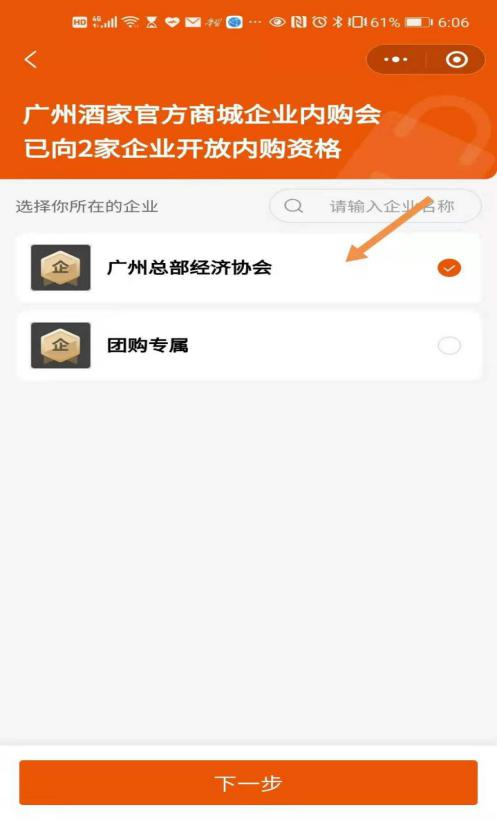 HD 4G 61% 6:06
广州酒家官方商城企业内购会
已向2家企业开放内购资格
选择你所在的企业
请输入企业名称
企 广州总部经济协会
企 团购专属
下一步